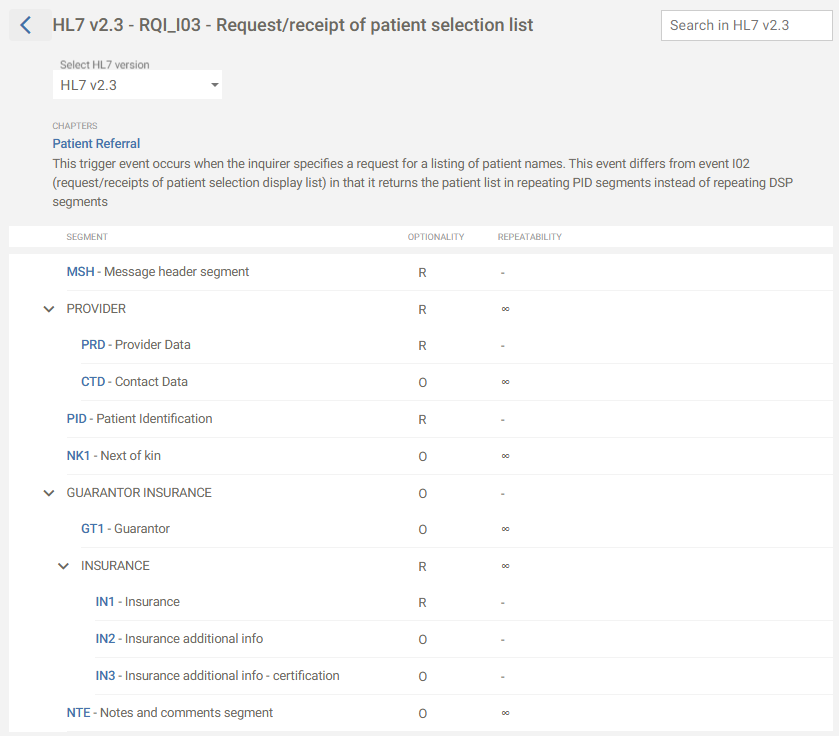 HL7 v2.3 - RQI_I03 - Request/receipt of patient selection list
Search in HL7 v2.3
Select HL7 version
HL7 v2.3
CHAPTERS
Patient Referral
This trigger event occurs when the inquirer specifies a request for a listing of patient names. This event differs from event I02
(request/receipts of patient selection display list) in that it returns the patient list in repeating PID segments instead of repeating DSP
segments
SEGMENT OPTIONALITY REPEATABILITY
MSH - Message header segment R -
PROVIDER R ∞
PRD - Provider Data R -
CTD - Contact Data O ∞
PID - Patient Identification R -
NK1 - Next of kin O ∞
GUARANTOR INSURANCE O -
GT1 - Guarantor O ∞
INSURANCE R ∞
IN1 - Insurance R -
IN2 - Insurance additional info O -
IN3 - Insurance additional info - certification O -
NTE - Notes and comments segment O ∞